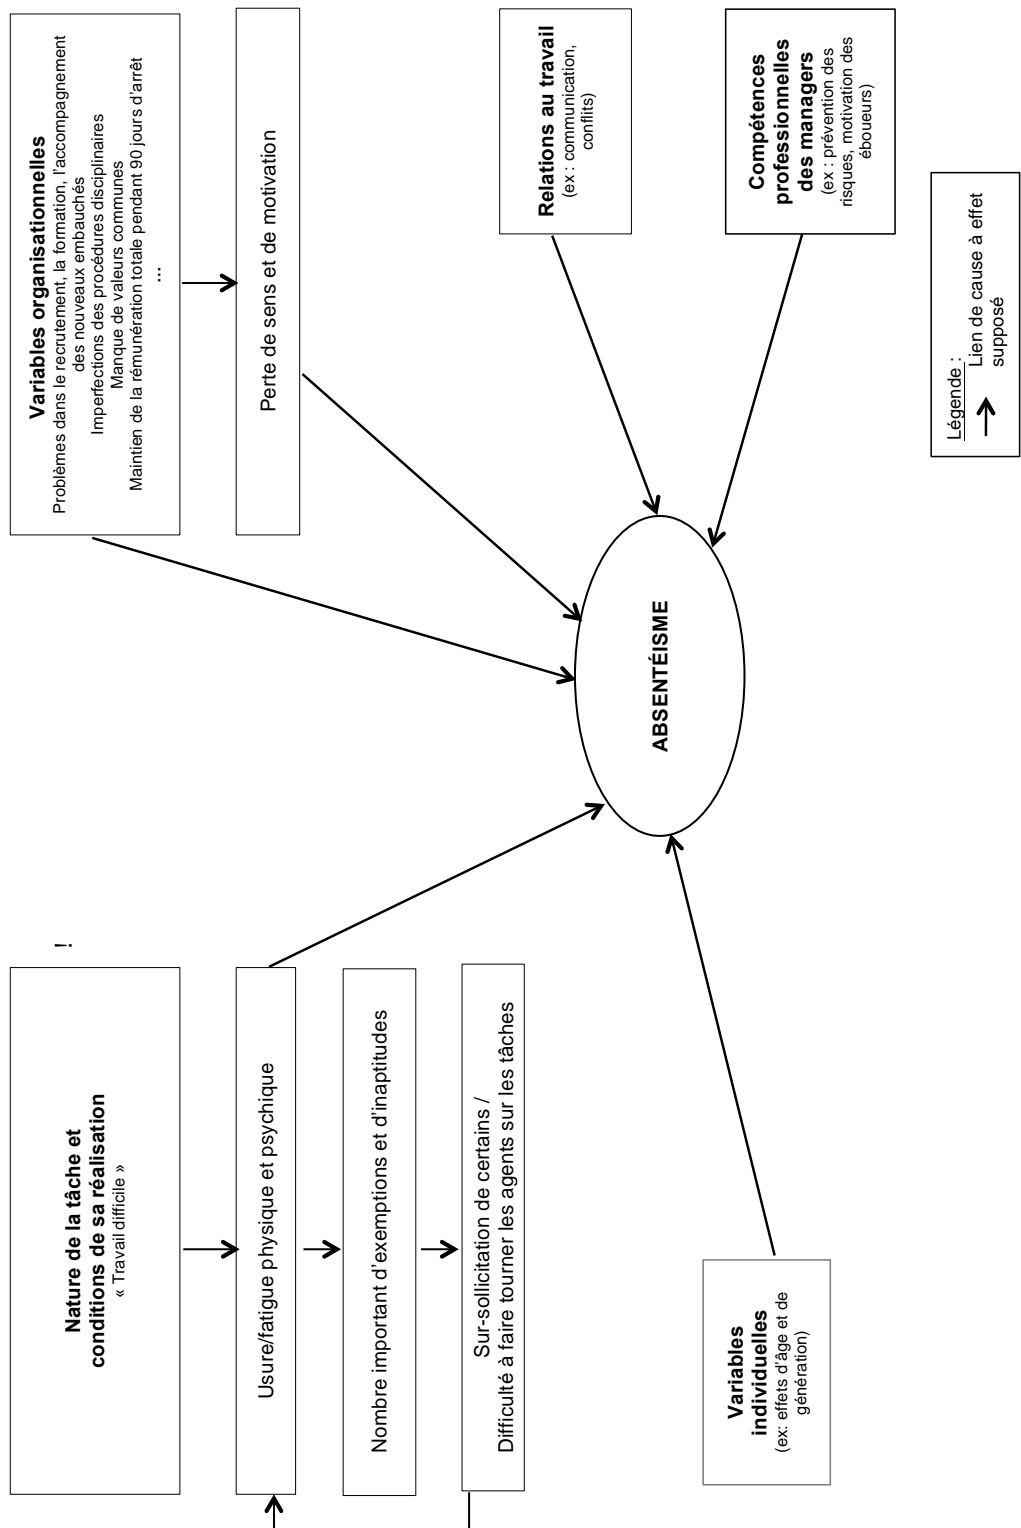 Nature de la tâche et
conditions de sa réalisation
« Travail difficile »
!
Variables organisationnelles
Problèmes dans le recrutement, la formation, l'accompagnement
des nouveaux embauchés
Imperfections des procédures disciplinaires
Manque de valeurs communes
Maintien de la rémunération totale pendant 90 jours d'arrêt
...
Usure/fatigue physique et psychique
Perte de sens et de motivation
Nombre important d'exemptions et d'inaptitudes
Sur-sollicitation de certains /
Difficulté à faire tourner les agents sur les tâches
Relations au travail
(ex : communication,
conflits)
ABSENTÉISME
Variables
individuelles
(ex: effets d'âge et de
génération)
Compétences
professionnelles
des managers
(ex : prévention des
risques, motivation des
éboueurs)
Légende :
Lien de cause à effet
supposé